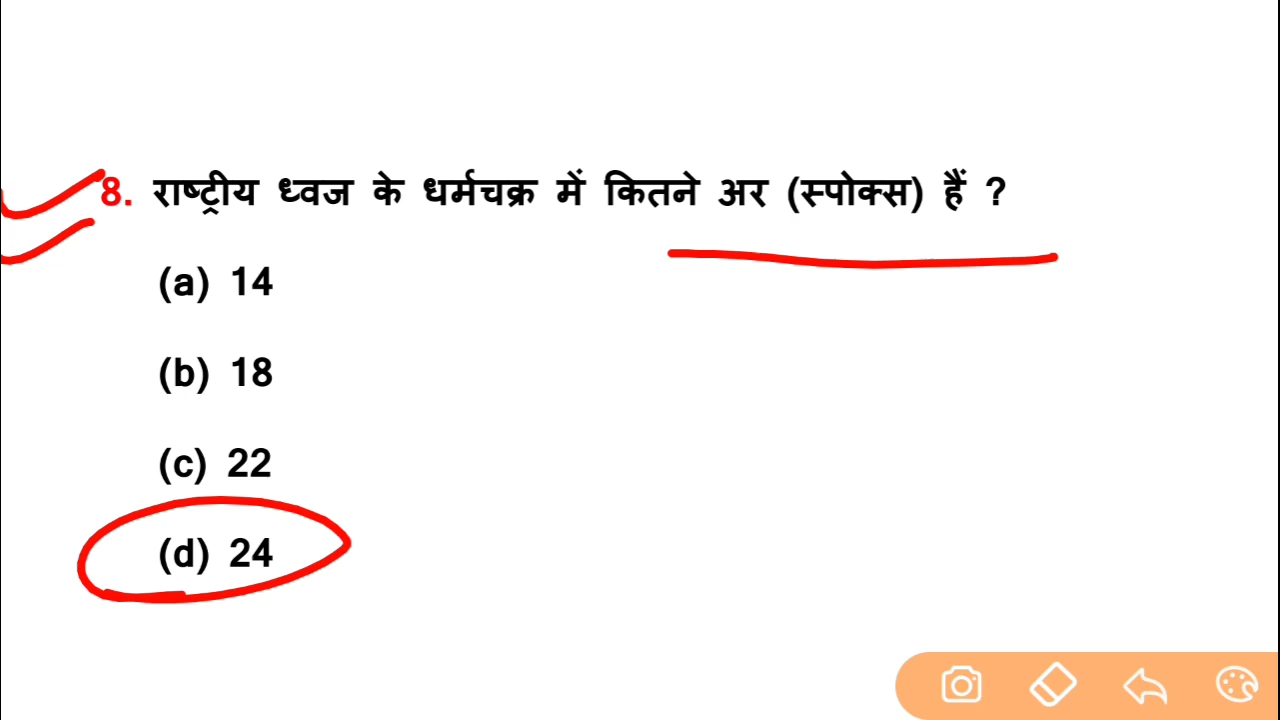 8. राष्ट्रीय ध्वज के धर्मचक्र में कितने अर (स्पोक्स) हैं ?
(a) 14
(b) 18
(c) 22
(d) 24